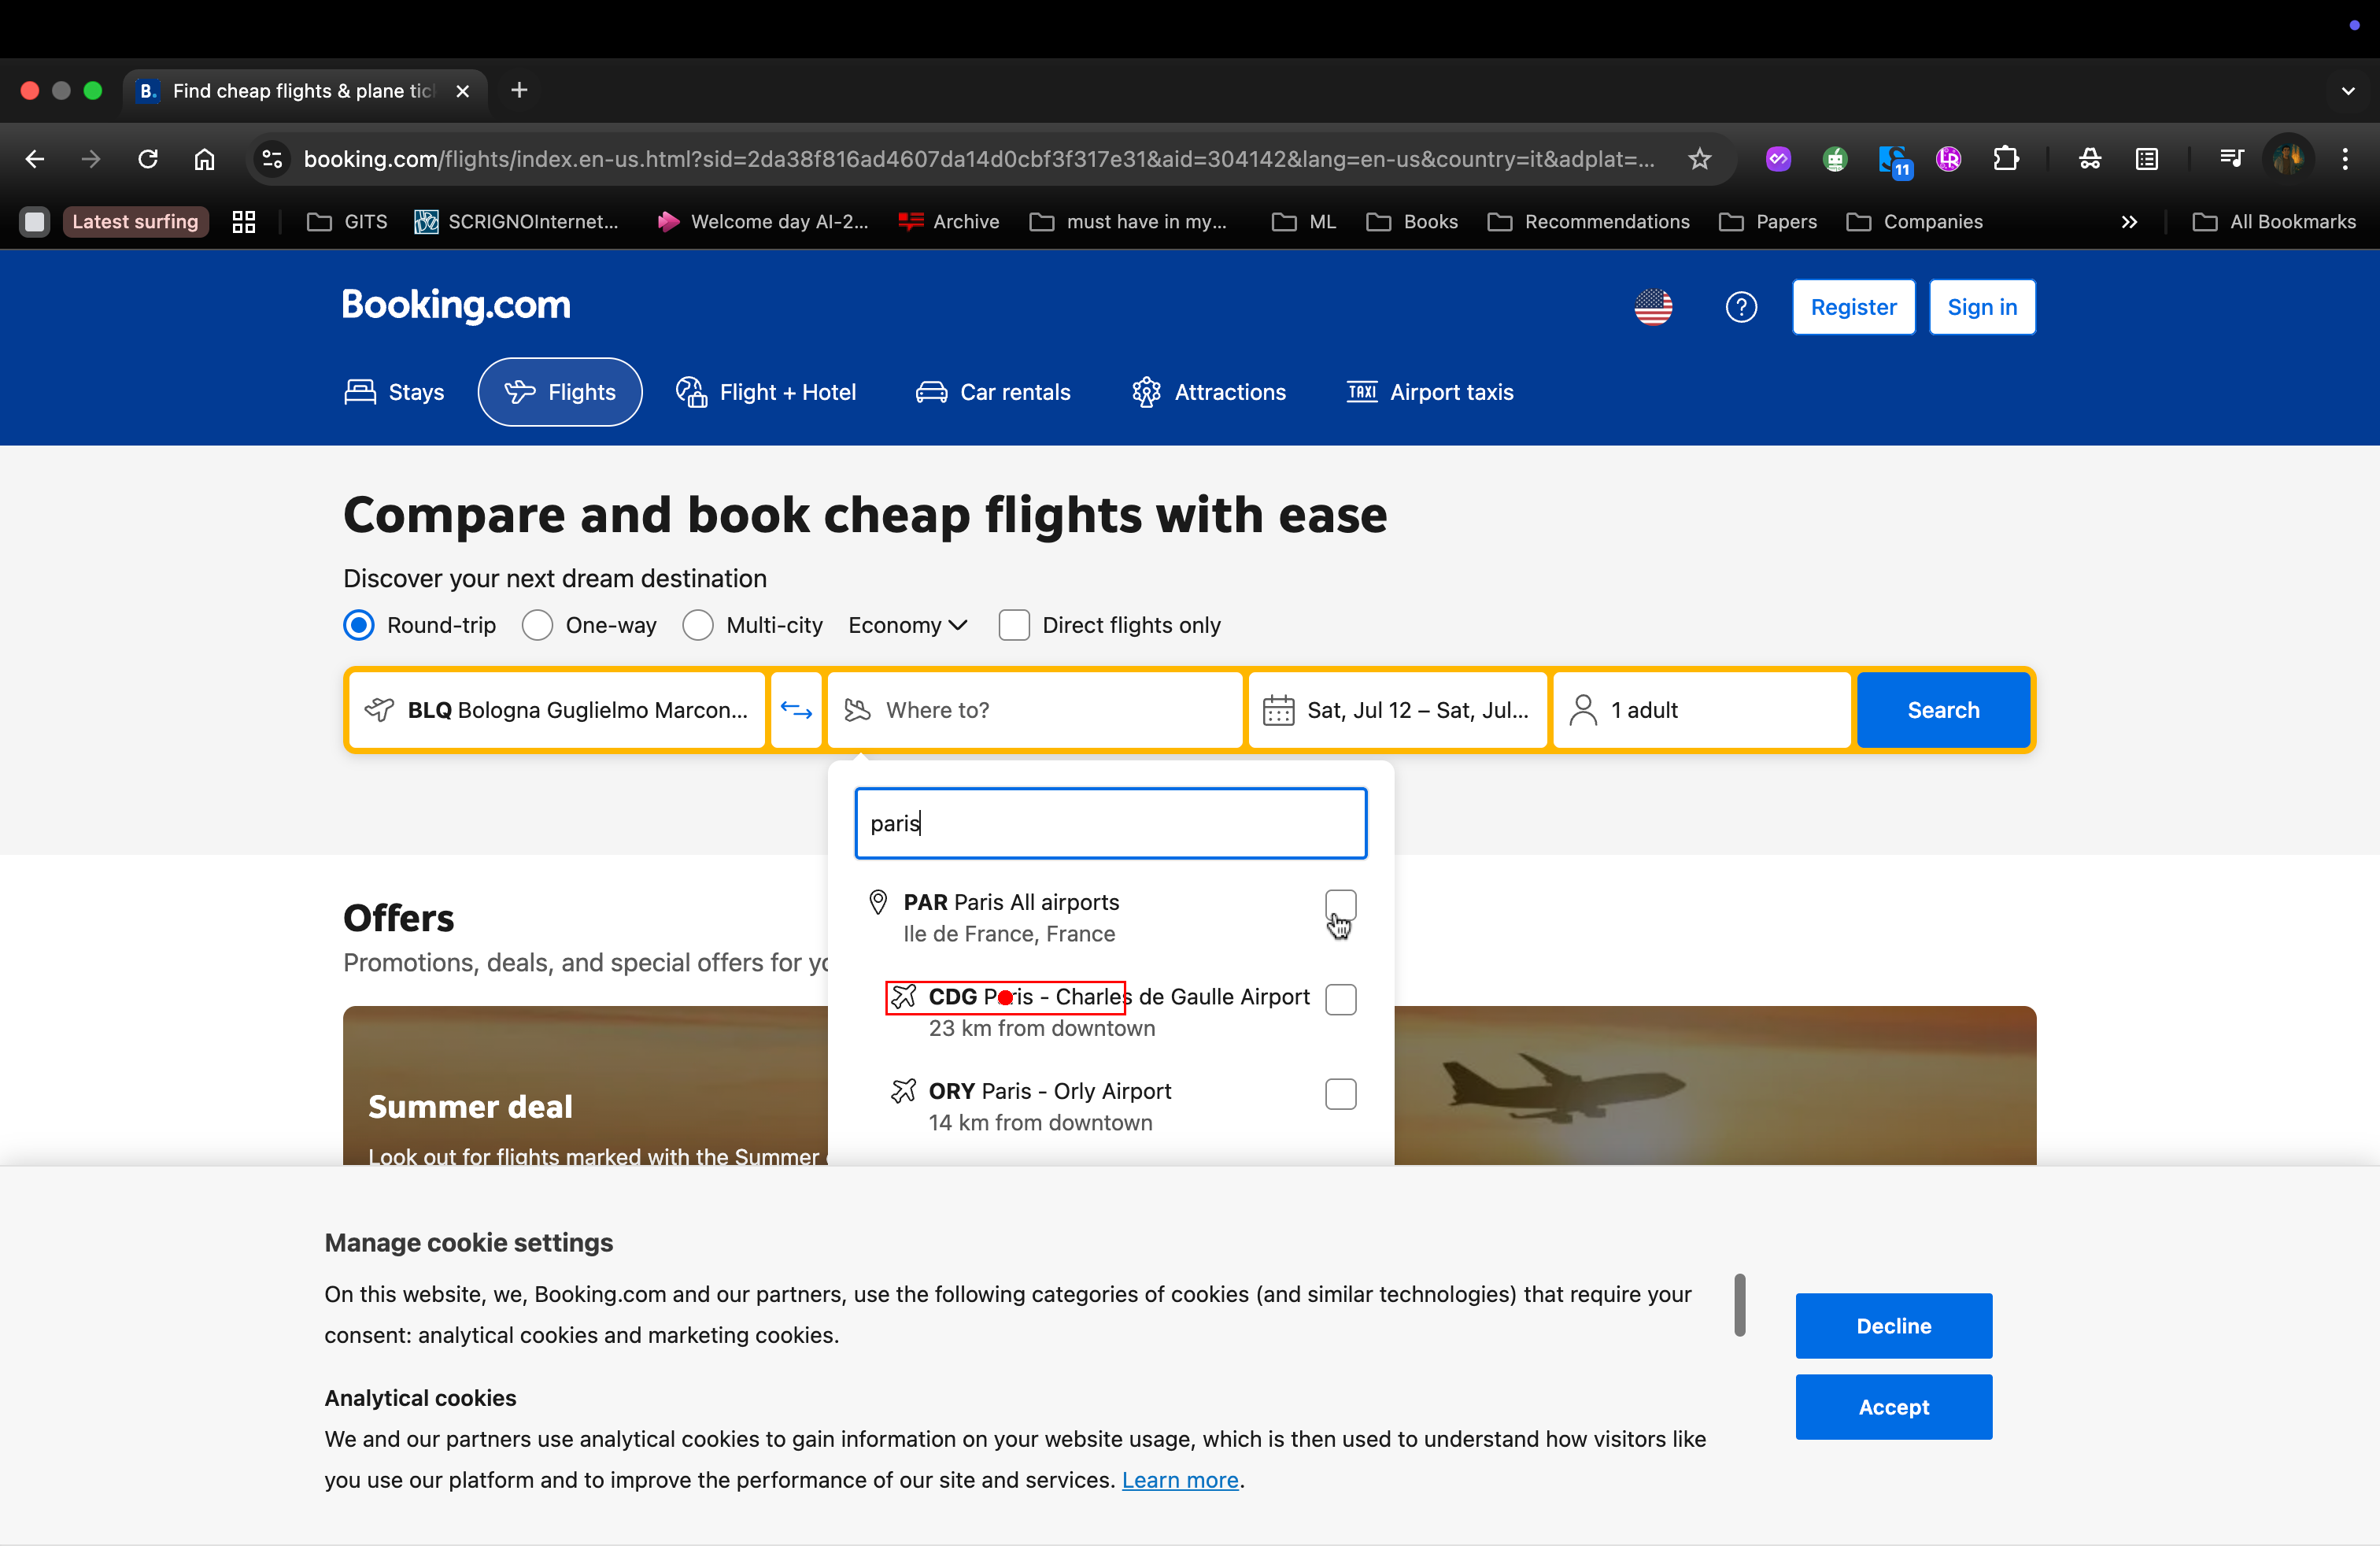 B. Find cheap flights & plane tic
booking.com/flights/index.en-us.html?sid=2da38f816ad4607da14d0cbf3f317e31&aid=304142&lang=en-us&country=it&adplat=...
11
Latest surfing
GITS
SCRIGNOInternet...
Welcome day AI-2...
Archive
must have in my...
ML
Books
Recommendations
Papers
Companies
All Bookmarks
Booking.com
Register
Sign in
Stays
Flights
Flight + Hotel
Car rentals
Attractions
TAXI Airport taxis
Compare and book cheap flights with ease
Discover your next dream destination
Round-trip
One-way
Multi-city
Economy
Direct flights only
BLQ Bologna Guglielmo Marcon...
Where to?
Sat, Jul 12 – Sat, Jul...
1 adult
Search
paris
PAR Paris All airports
Ile de France, France
CDG Paris - Charles de Gaulle Airport
23 km from downtown
ORY Paris - Orly Airport
14 km from downtown
Offers
Promotions, deals, and special offers for yo
Summer deal
Look out for flights marked with the Summer
Manage cookie settings
On this website, we, Booking.com and our partners, use the following categories of cookies (and similar technologies) that require your
consent: analytical cookies and marketing cookies.
Decline
Accept
Analytical cookies
We and our partners use analytical cookies to gain information on your website usage, which is then used to understand how visitors like
you use our platform and to improve the performance of our site and services. Learn more.